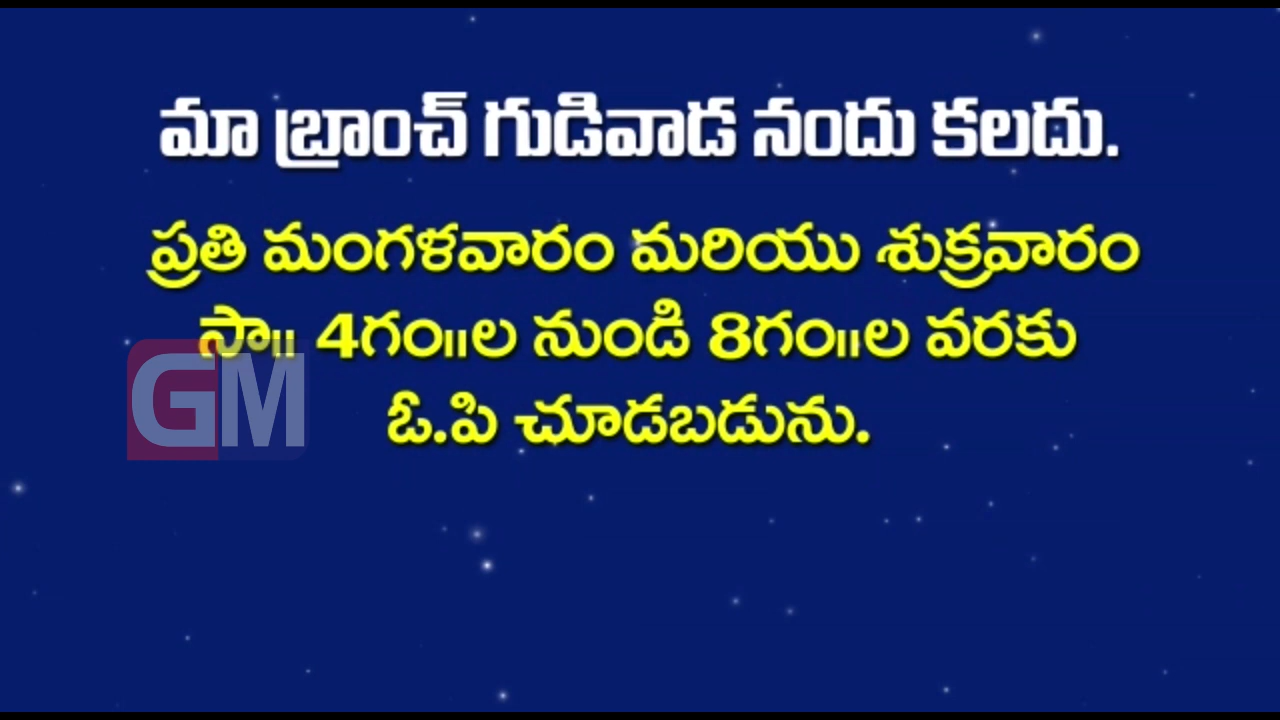 మా బ్రాంచ్ గుడివాడ నందు కలదు.
ప్రతి మంగళవారం మరియు శుక్రవారం
సా॥ 4గం॥ల నుండి 8గం॥ల వరకు
ఓ.పి చూడబడును.
GM